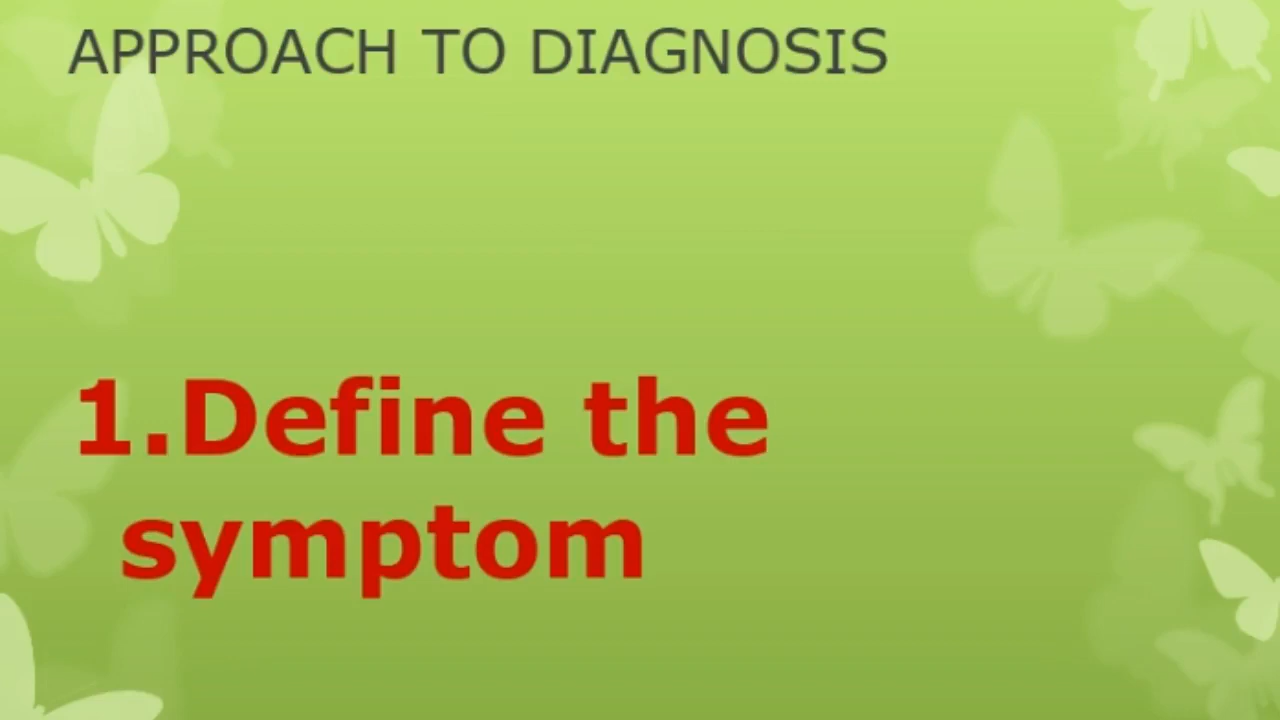 APPROACH TO DIAGNOSIS
1.Define the
symptom